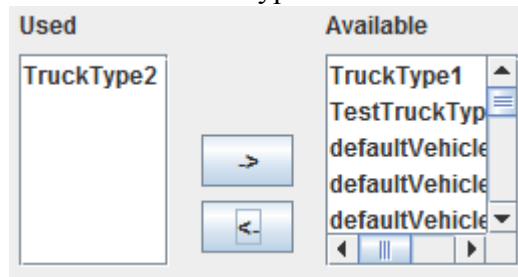 Used
Available
TruckType2
TruckType1
TestTruckTyp
defaultVehicle
->
defaultVehicle
<-
defaultVehicle